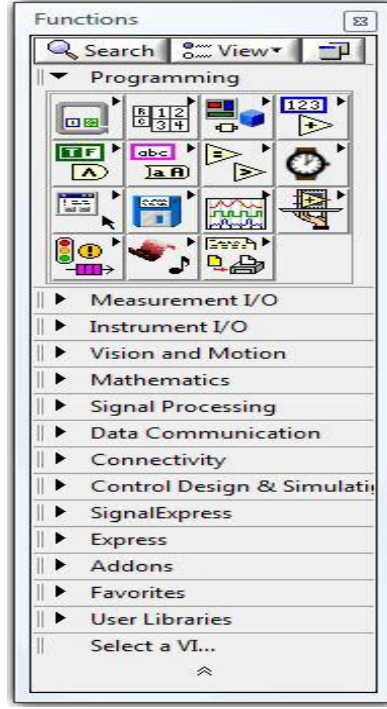 Functions
Search View
Programming
123
TF abc
Measurement I/O
Instrument I/O
Vision and Motion
Mathematics
Signal Processing
Data Communication
Connectivity
Control Design & Simulati
SignalExpress
Express
Addons
Favorites
User Libraries
Select a VI...